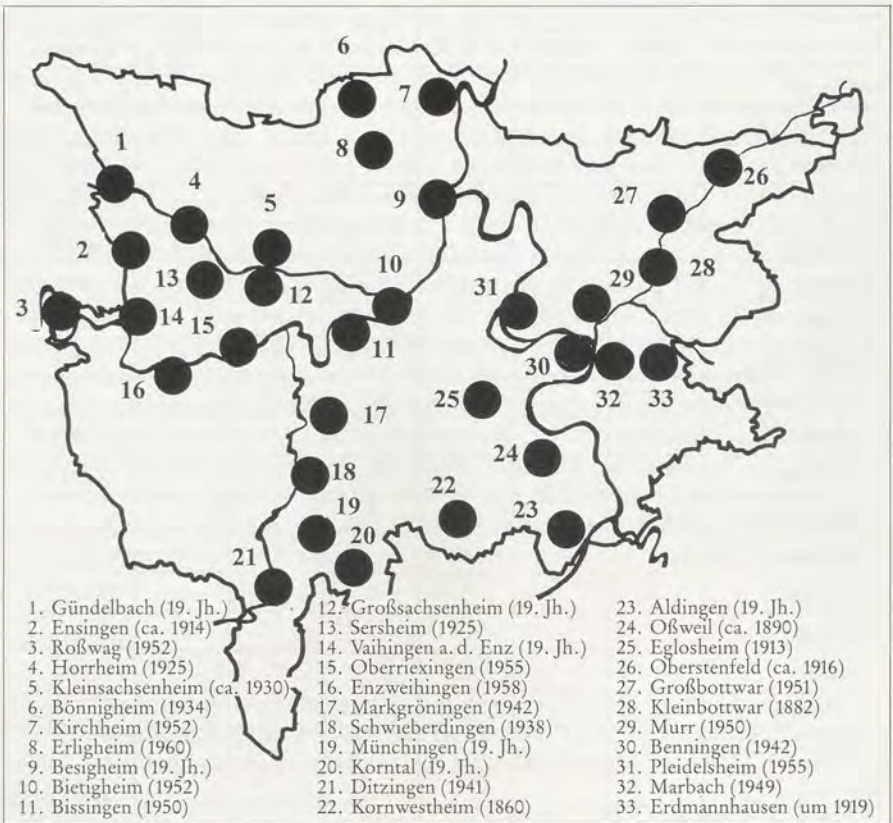 6
7
1
8
4
26
5
9
27
2
10
28
13
29
12
31
3
14
15
11
30
16
32
33
25
17
24
18
22
23
19
20
21
1. Gündelbach (19. Jh.)
2. Ensingen (ca. 1914)
3. Roßwag (1952)
4. Horrheim (1925)
5. Kleinsachsenheim (ca. 1930)
6. Bönnigheim (1934)
7. Kirchheim (1952)
8. Erligheim (1960)
9. Besigheim (19. Jh.)
10. Bietigheim (1952)
11. Bissingen (1950)
12. Großsachsenheim (19. Jh.)
13. Sersheim (1925)
14. Vaihingen a. d. Enz (19. Jh.)
15. Oberriexingen (1955)
16. Enzweihingen (1958)
17. Markgröningen (1942)
18. Schwieberdingen (1938)
19. Münchingen (19. Jh.)
20. Korntal (19. Jh.)
21. Ditzingen (1941)
22. Kornwestheim (1860)
23. Aldingen (19. Jh.)
24. Oßweil (ca. 1890)
25. Eglosheim (1913)
26. Oberstenfeld (ca. 1916)
27. Großbottwar (1951)
28. Kleinbottwar (1882)
29. Murr (1950)
30. Benningen (1942)
31. Pleidelsheim (1955)
32. Marbach (1949)
33. Erdmannhausen (um 1919)